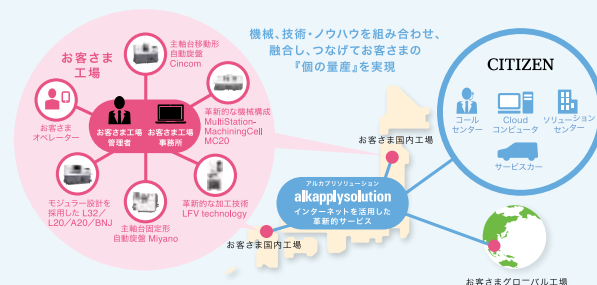 機械、技術・ノウハウを組み合わせ、
融合し、つなげてお客さまの
『個の量産』を実現
お客さま
工場
主軸台移動形
自動旋盤
Cincom
お客さま
オペレーター
お客さま工場
管理者
お客さま工場
事務所
革新的な機械構成
MultiStation-
MachiningCell
MC20
モジュラー設計を
採用した L32／
L20／A20／BNJ
主軸台固定形
自動旋盤 Miyano
革新的な加工技術
LFV technology
CITIZEN
コール
センター
Cloud
コンピュータ
ソリューション
センター
サービスカー
お客さま国内工場
アルカプリソリューション
alkapplysolution
インターネットを活用した
革新的サービス
お客さま国内工場
お客さまグローバル工場